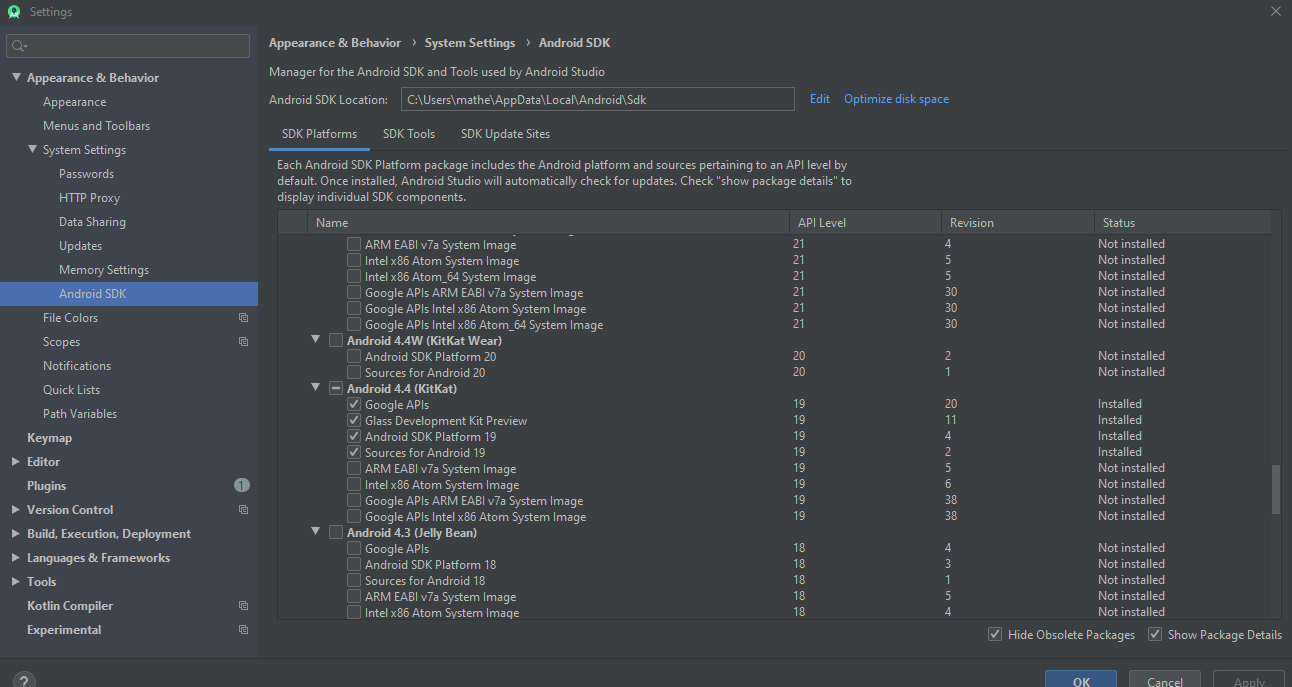 Settings
Appearance & Behavior
Appearance
Menus and Toolbars
System Settings
Passwords
HTTP Proxy
Data Sharing
Updates
Memory Settings
Android SDK
File Colors
Scopes
Notifications
Quick Lists
Path Variables
Keymap
Editor
Plugins 1
Version Control
Build, Execution, Deployment
Languages & Frameworks
Tools
Kotlin Compiler
Experimental
?
Appearance & Behavior › System Settings › Android SDK
Manager for the Android SDK and Tools used by Android Studio
Android SDK Location: C:\Users\mathe\AppData\Local\Android\Sdk Edit Optimize disk space
SDK Platforms SDK Tools SDK Update Sites
Each Android SDK Platform package includes the Android platform and sources pertaining to an API level by
default. Once installed, Android Studio will automatically check for updates. Check "show package details" to
display individual SDK components.
Name API Level Revision Status
ARM EABI v7a System Image 21 4 Not installed
Intel x86 Atom System Image 21 5 Not installed
Intel x86 Atom_64 System Image 21 5 Not installed
Google APIs ARM EABI v7a System Image 21 30 Not installed
Google APIs Intel x86 Atom System Image 21 30 Not installed
Google APIs Intel x86 Atom_64 System Image 21 30 Not installed
Android 4.4W (KitKat Wear)
Android SDK Platform 20 20 2 Not installed
Sources for Android 20 20 1 Not installed
Android 4.4 (KitKat)
Google APIs 19 20 Installed
Glass Development Kit Preview 19 11 Installed
Android SDK Platform 19 19 4 Installed
Sources for Android 19 19 2 Installed
ARM EABI v7a System Image 19 5 Not installed
Intel x86 Atom System Image 19 6 Not installed
Google APIs ARM EABI v7a System Image 19 38 Not installed
Google APIs Intel x86 Atom System Image 19 38 Not installed
Android 4.3 (Jelly Bean)
Google APIs 18 4 Not installed
Android SDK Platform 18 18 3 Not installed
Sources for Android 18 18 1 Not installed
ARM EABI v7a System Image 18 5 Not installed
Intel x86 Atom System Image 18 4 Not installed
Hide Obsolete Packages Show Package Details
OK Cancel Apply